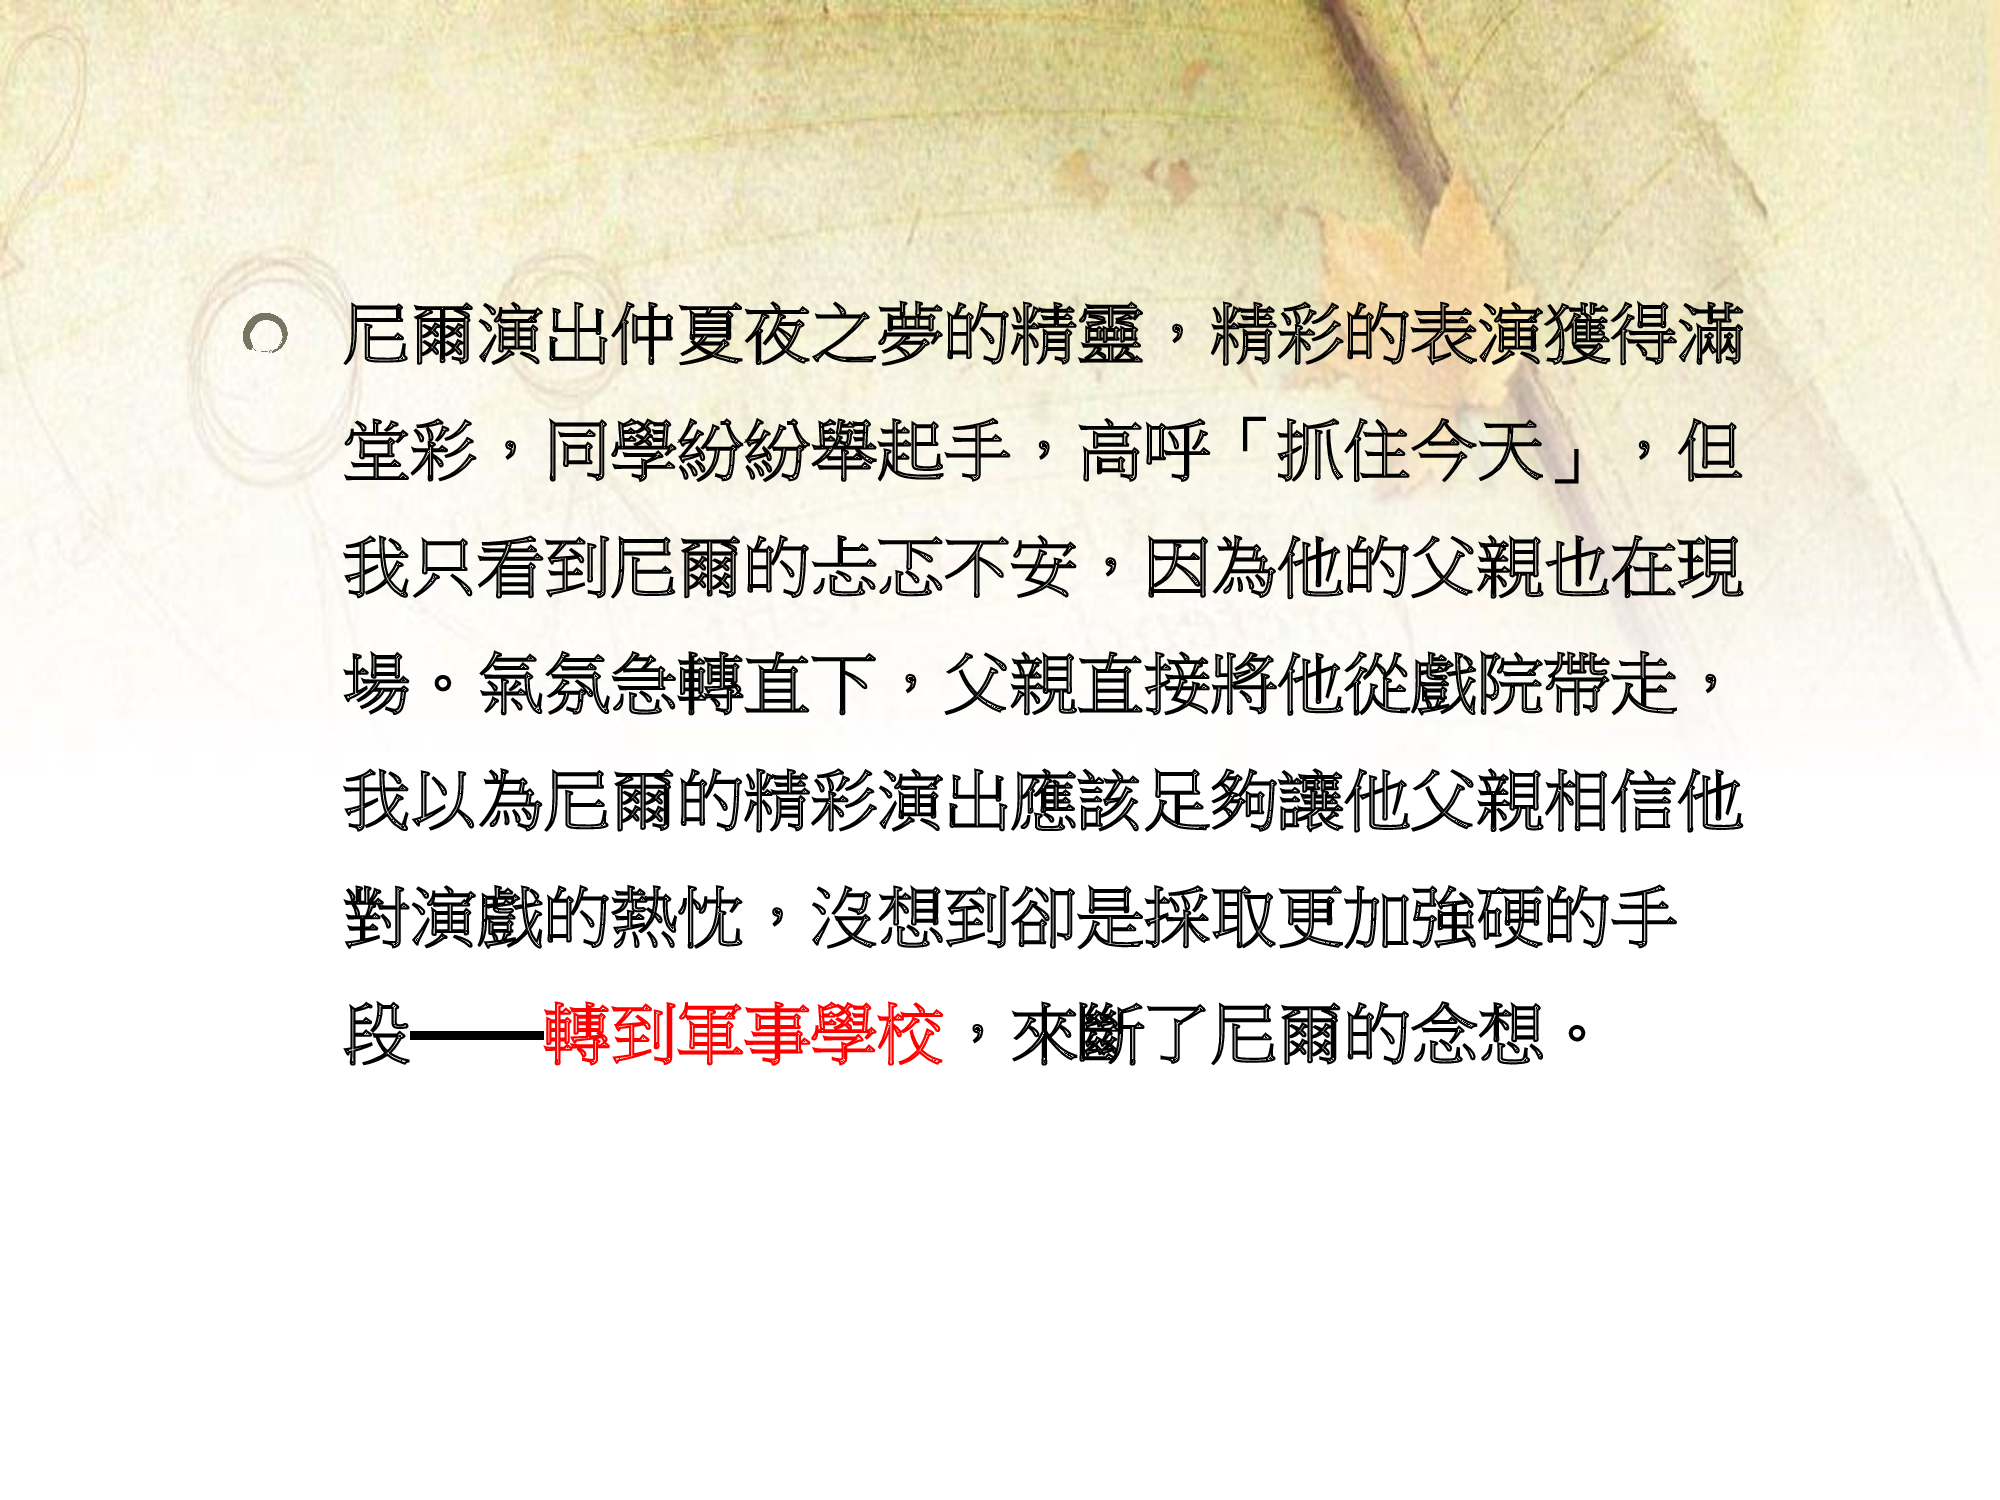 尼爾演出仲夏夜之夢的精靈，精彩的表演獲得滿
堂彩，同學紛紛舉起手，高呼「抓住今天」，但
我只看到尼爾的忐忑不安，因為他的父親也在現
場。氣氛急轉直下，父親直接將他從戲院帶走，
我以為尼爾的精彩演出應該足夠讓他父親相信他
對演戲的熱忱，沒想到卻是採取更加強硬的手
段——轉到軍事學校，來斷了尼爾的念想。